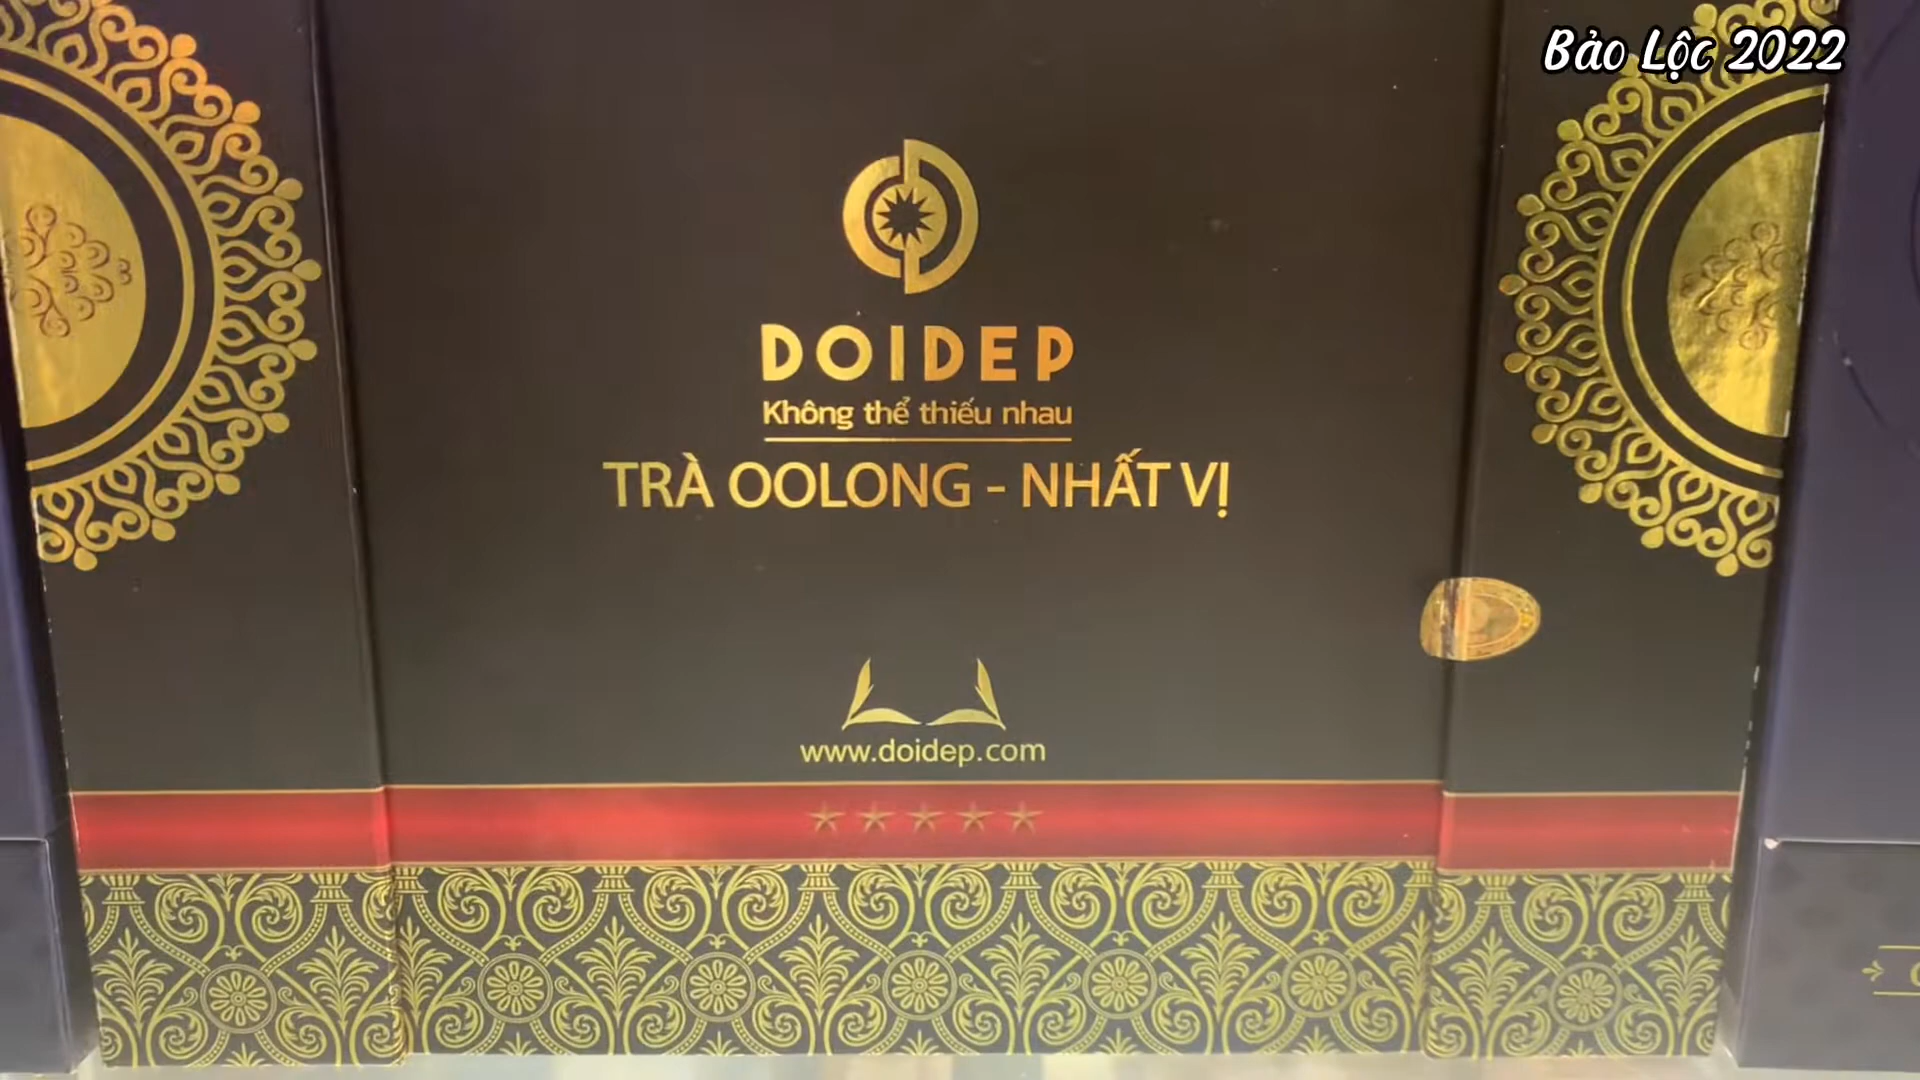 Bảo Lộc 2022
DOIDEP
Không thể thiếu nhau
TRÀ OOLONG - NHẤT VỊ
www.doidep.com